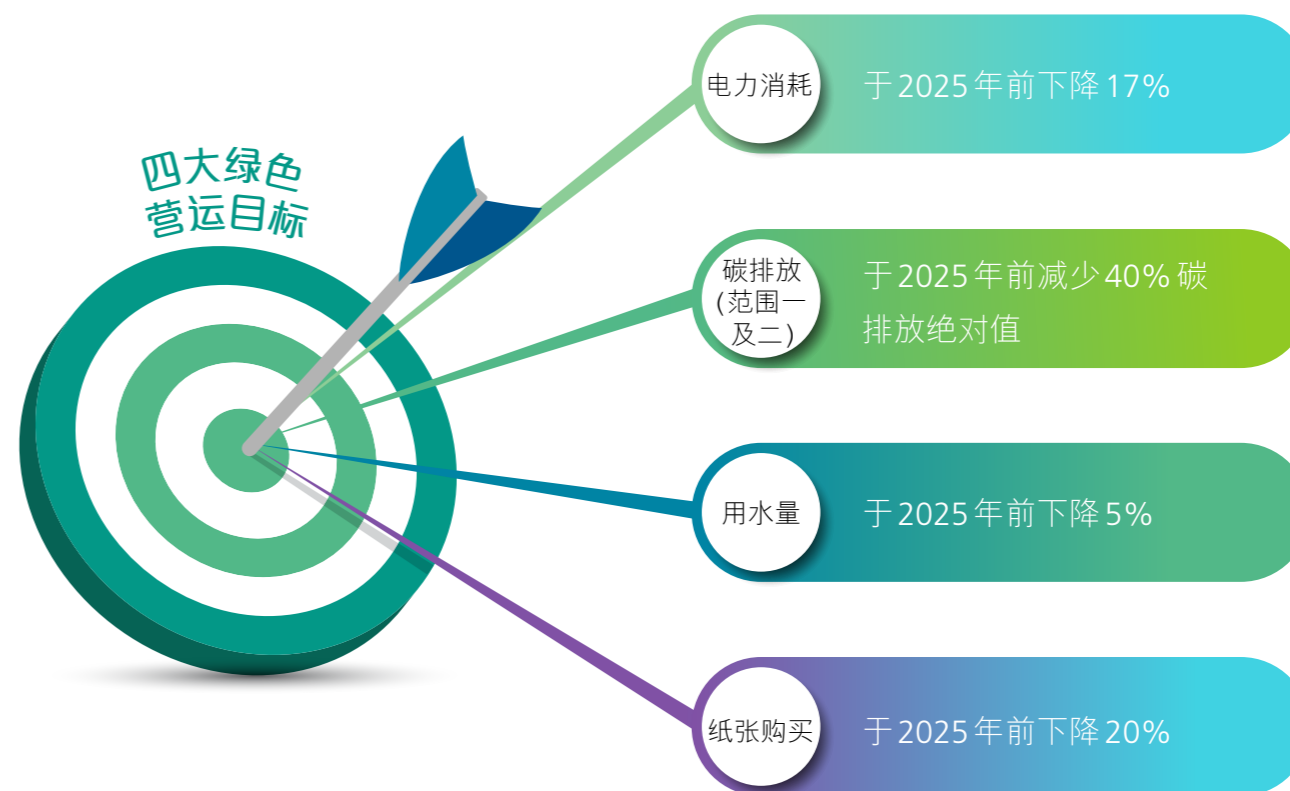 四大绿色
营运目标
电力消耗
于2025年前下降17%
碳排放
(范围一
及二)
于2025年前减少40%碳
排放绝对值
用水量
于2025年前下降5%
纸张购买
于2025年前下降20%